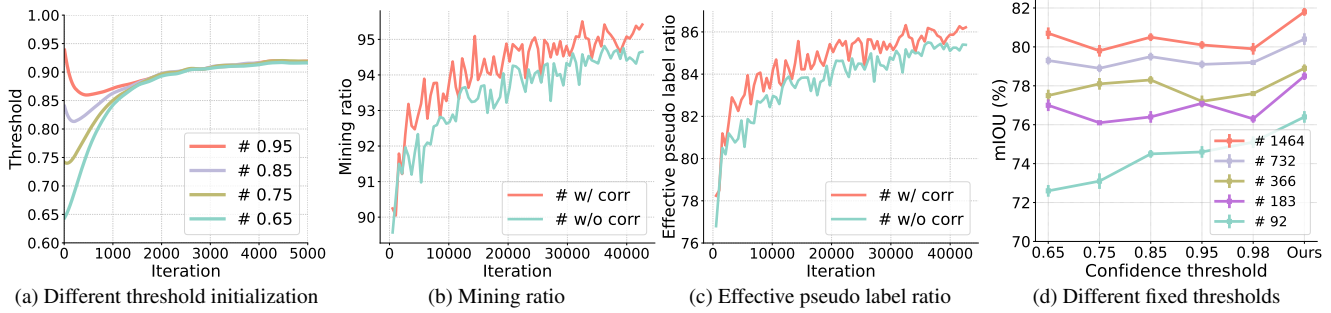 1.00
0.95
0.90
0.85
0.80
0.75
0.70
0.65
0.60
Threshold
0 1000 2000 3000 4000 5000
Iteration
# 0.95
# 0.85
# 0.75
# 0.65
(a) Different threshold initialization
95
94
93
92
91
90
Mining ratio
0 10000 20000 30000 40000
Iteration
# w/ corr
# w/o corr
(b) Mining ratio
86
84
82
80
78
76
Effective pseudo label ratio
0 10000 20000 30000 40000
Iteration
# w/ corr
# w/o corr
(c) Effective pseudo label ratio
82
80
78
76
74
72
70
mIOU (%)
0.65 0.75 0.85 0.95 0.98 Ours
Confidence threshold
# 1464
# 732
# 366
# 183
# 92
(d) Different fixed thresholds